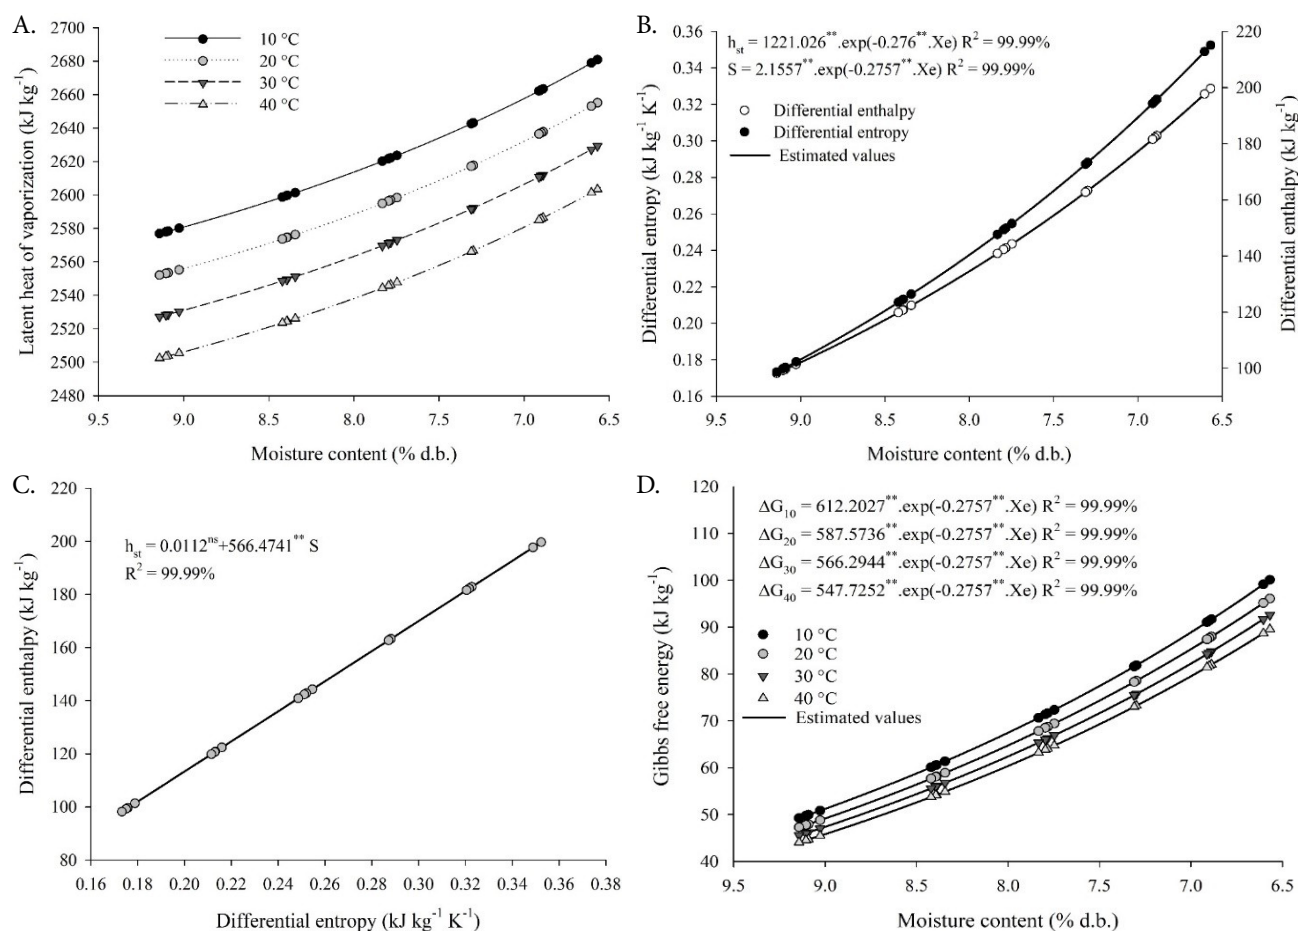 A.
2700
2680
2660
2640
2620
2600
2580
2560
2540
2520
2500
2480
Latent heat of vaporization (kJ kg⁻¹)
10 °C
20 °C
30 °C
40 °C
9.5 9.0 8.5 8.0 7.5 7.0 6.5
Moisture content (% d.b.)
B.
0.36
0.34
0.32
0.30
0.28
0.26
0.24
0.22
0.20
0.18
0.16
Differential entropy (kJ kg⁻¹ K⁻¹)
h_st = 1221.026**.exp(-0.276**.Xe) R² = 99.99%
S = 2.1557**.exp(-0.2757**.Xe) R² = 99.99%
Differential enthalpy
Differential entropy
Estimated values
220
200
180
160
140
120
100
Differential enthalpy (kJ kg⁻¹)
9.5 9.0 8.5 8.0 7.5 7.0 6.5
Moisture content (% d.b.)
C.
220
200
180
160
140
120
100
80
Differential enthalpy (kJ kg⁻¹)
h_st = 0.0112ⁿˢ+566.4741** S
R² = 99.99%
0.16 0.18 0.20 0.22 0.24 0.26 0.28 0.30 0.32 0.34 0.36 0.38
Differential entropy (kJ kg⁻¹ K⁻¹)
D.
120
110
100
90
80
70
60
50
40
Gibbs free energy (kJ kg⁻¹)
ΔG₁₀ = 612.2027**.exp(-0.2757**.Xe) R² = 99.99%
ΔG₂₀ = 587.5736**.exp(-0.2757**.Xe) R² = 99.99%
ΔG₃₀ = 566.2944**.exp(-0.2757**.Xe) R² = 99.99%
ΔG₄₀ = 547.7252**.exp(-0.2757**.Xe) R² = 99.99%
10 °C
20 °C
30 °C
40 °C
Estimated values
9.5 9.0 8.5 8.0 7.5 7.0 6.5
Moisture content (% d.b.)